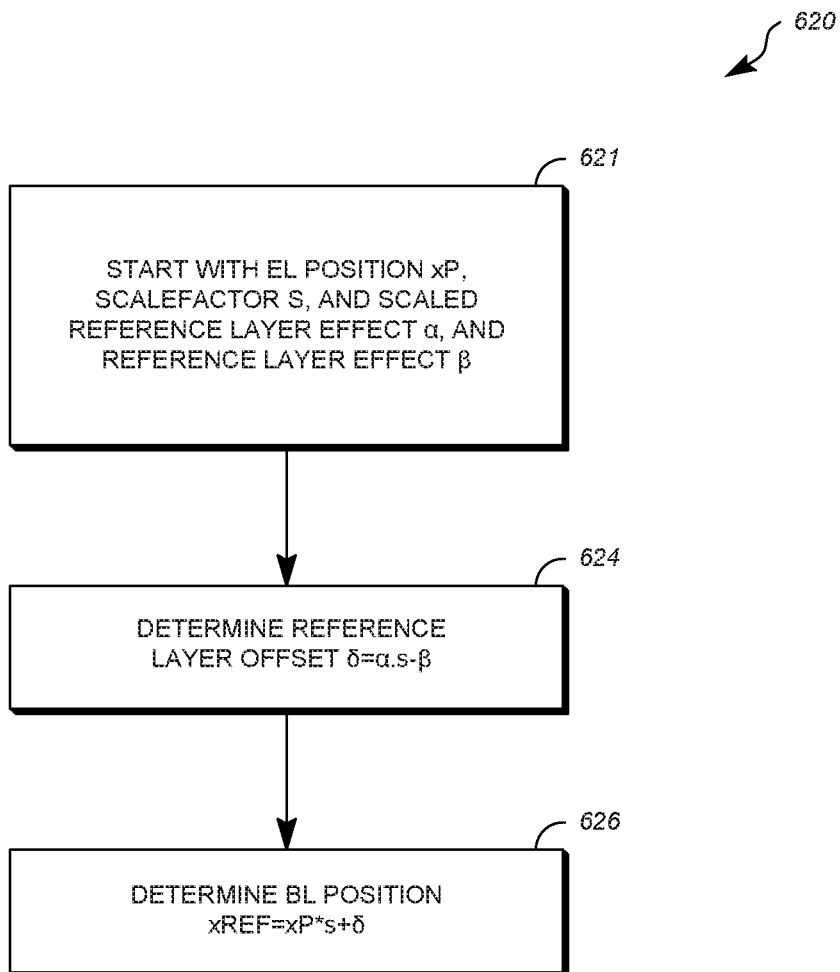 620
621
START WITH EL POSITION xP,
SCALEFACTOR S, AND SCALED
REFERENCE LAYER EFFECT α, AND
REFERENCE LAYER EFFECT β
624
DETERMINE REFERENCE
LAYER OFFSET δ=α.s-β
626
DETERMINE BL POSITION
xREF=xP*s+δ